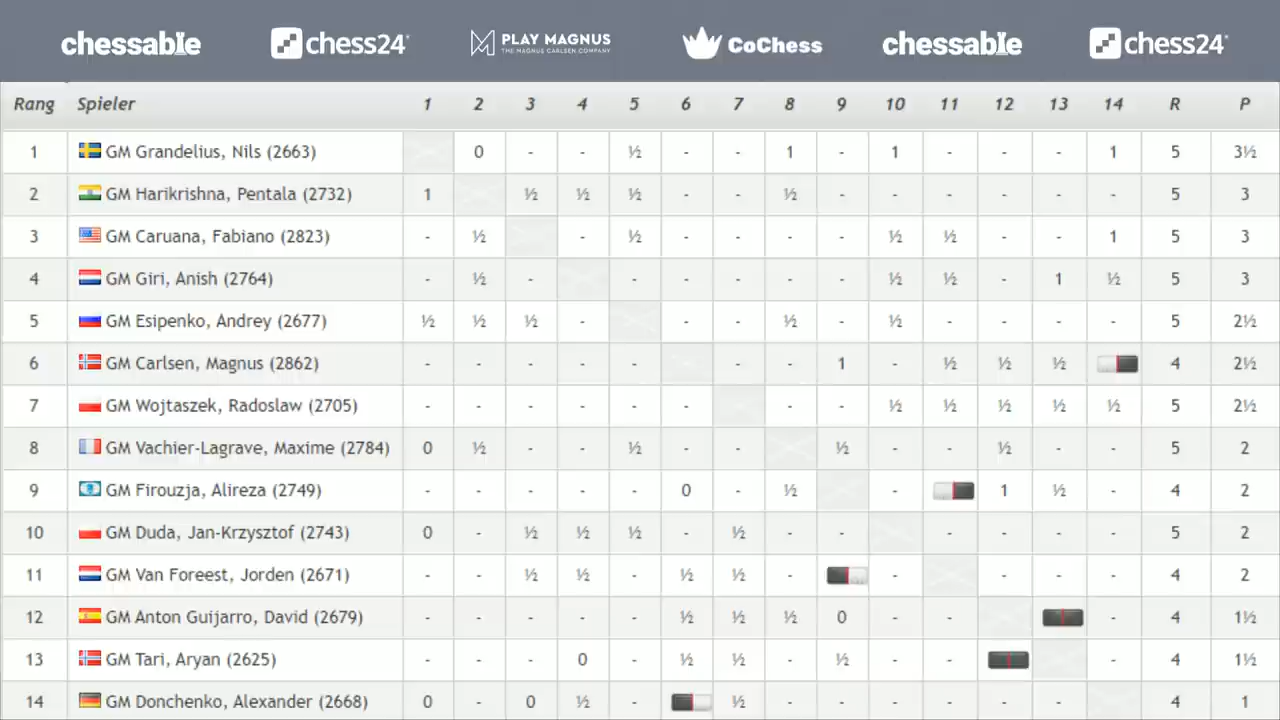 chessable chess24 PLAY MAGNUS THE MAGNUS CARLSEN COMPANY CoChess chessable chess24
Rang Spieler 1 2 3 4 5 6 7 8 9 10 11 12 13 14 R P
1 GM Grandelius, Nils (2663) 0 - - ½ - - 1 - 1 - - - 1 5 3½
2 GM Harikrishna, Pentala (2732) 1 ½ ½ ½ - - ½ - - - - - - 5 3
3 GM Caruana, Fabiano (2823) - ½ - ½ - - - - ½ ½ - - 1 5 3
4 GM Giri, Anish (2764) - ½ - - - - - - ½ ½ - 1 ½ 5 3
5 GM Esipenko, Andrey (2677) ½ ½ ½ - - - ½ - ½ - - - - 5 2½
6 GM Carlsen, Magnus (2862) - - - - - - - 1 - ½ ½ ½ 4 2½
7 GM Wojtaszek, Radoslaw (2705) - - - - - - - - ½ ½ ½ ½ ½ 5 2½
8 GM Vachier-Lagrave, Maxime (2784) 0 ½ - - ½ - - ½ - - ½ - - 5 2
9 GM Firouzja, Alireza (2749) - - - - - 0 - ½ - 1 ½ - 4 2
10 GM Duda, Jan-Krzysztof (2743) 0 - ½ ½ ½ - ½ - - - - - - 5 2
11 GM Van Foreest, Jorden (2671) - - ½ ½ - ½ ½ - - - - - 4 2
12 GM Anton Guijarro, David (2679) - - - - - ½ ½ ½ 0 - - - 4 1½
13 GM Tari, Aryan (2625) - - - 0 - ½ ½ - ½ - - - 4 1½
14 GM Donchenko, Alexander (2668) 0 - 0 ½ - ½ - - - - - - 4 1